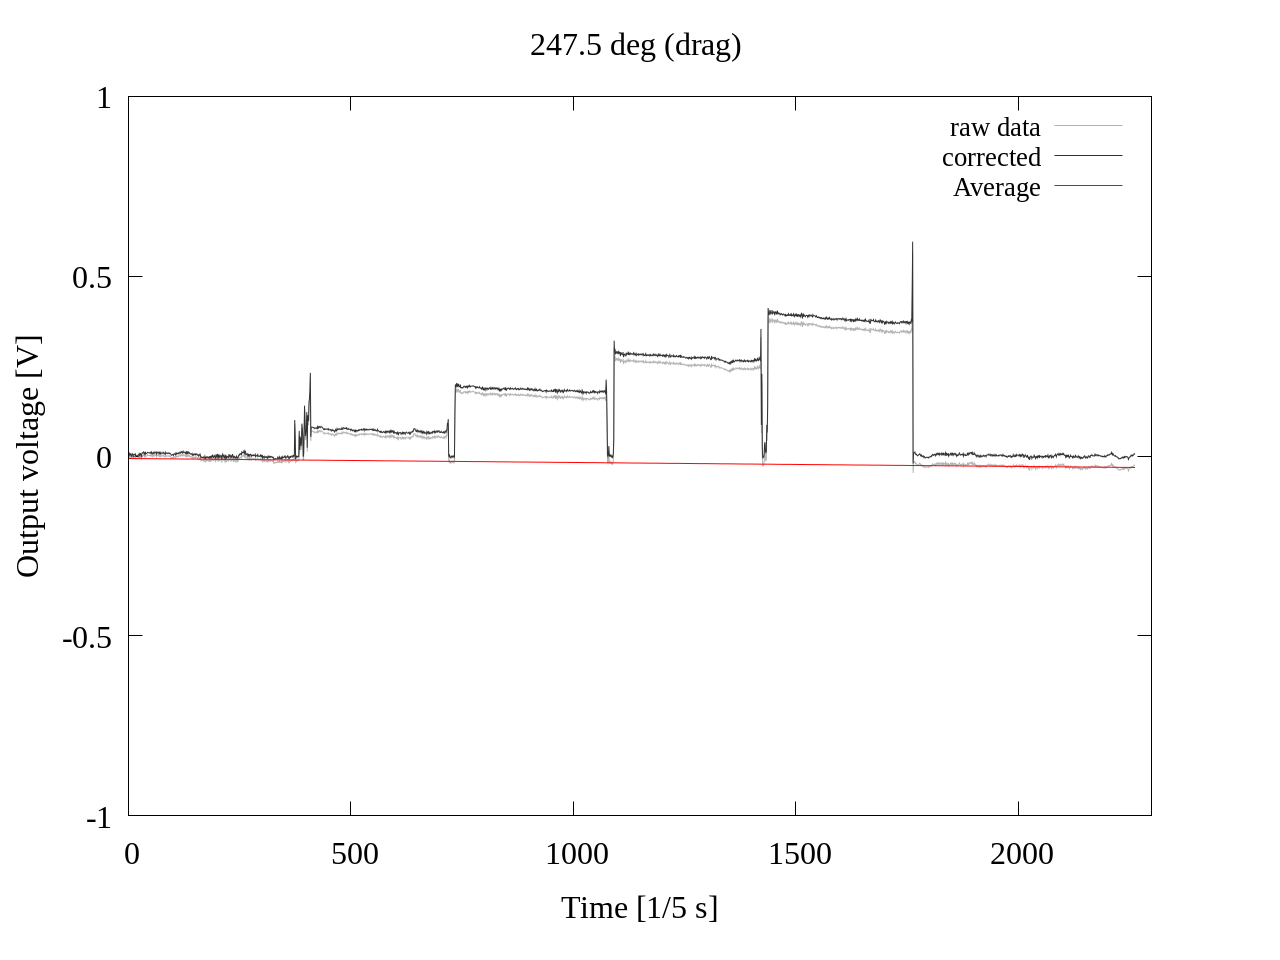 247.5 deg (drag)
1
raw data
corrected
Average
0.5
0
-0.5
-1
Output voltage [V]
0 500 1000 1500 2000
Time [1/5 s]